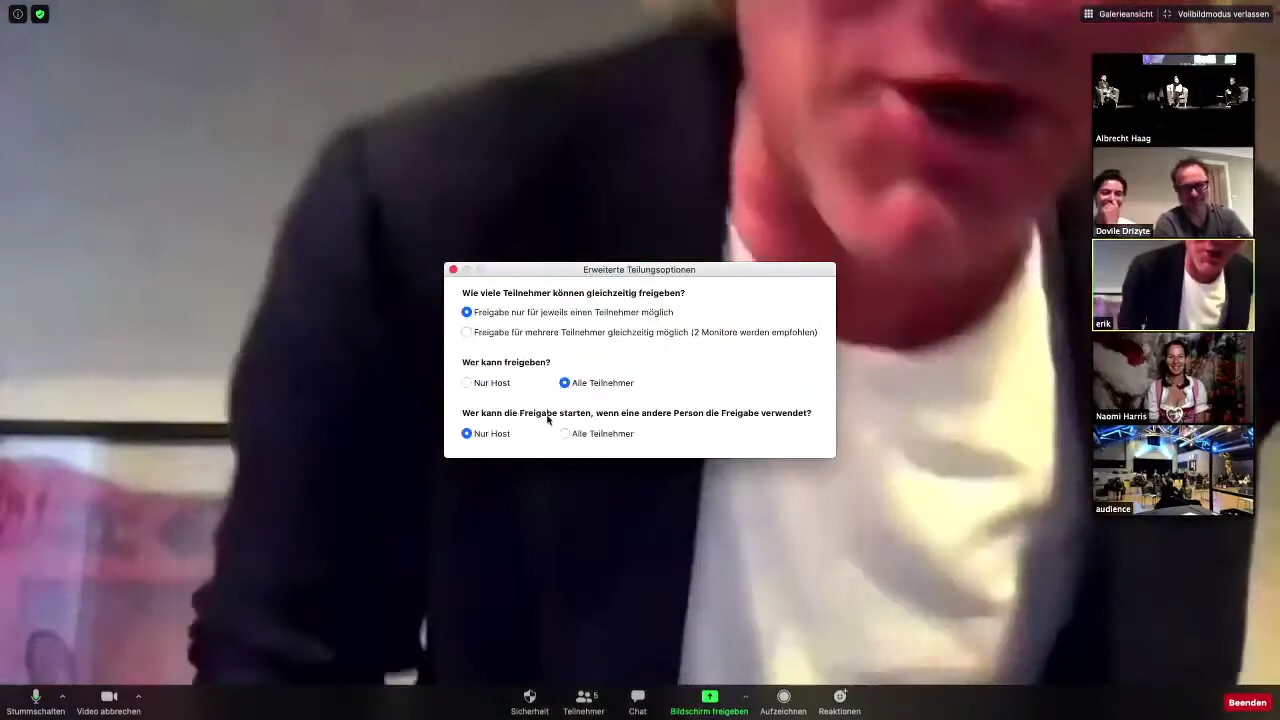 Galerieansicht
Vollbildmodus verlassen
Albrecht Haag
Dovile Drizyte
erik
Naomi Harris
audience
Erweiterte Teilungsoptionen
Wie viele Teilnehmer können gleichzeitig freigeben?
Freigabe nur für jeweils einen Teilnehmer möglich
Freigabe für mehrere Teilnehmer gleichzeitig möglich (2 Monitore werden empfohlen)
Wer kann freigeben?
Nur Host
Alle Teilnehmer
Wer kann die Freigabe starten, wenn eine andere Person die Freigabe verwendet?
Nur Host
Alle Teilnehmer
Stummschalten
Video abbrechen
Sicherheit
5
Teilnehmer
Chat
Bildschirm freigeben
Aufzeichnen
Reaktionen
Beenden